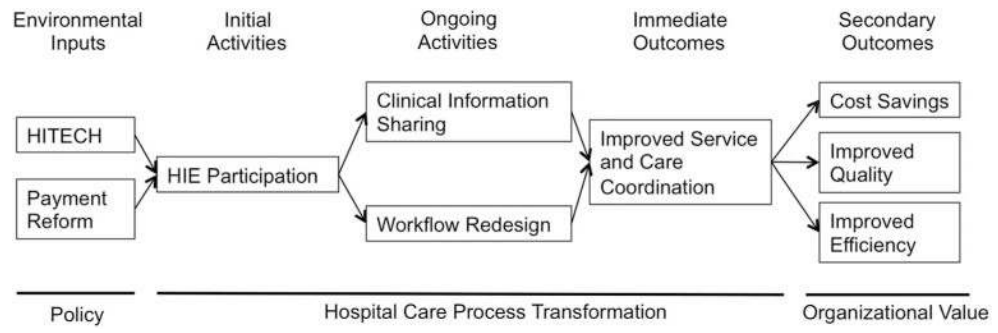 Environmental
Inputs
Initial
Activities
Ongoing
Activities
Immediate
Outcomes
Secondary
Outcomes
HITECH
Payment
Reform
HIE Participation
Clinical Information
Sharing
Workflow Redesign
Improved Service
and Care
Coordination
Cost Savings
Improved
Quality
Improved
Efficiency
Policy
Hospital Care Process Transformation
Organizational Value